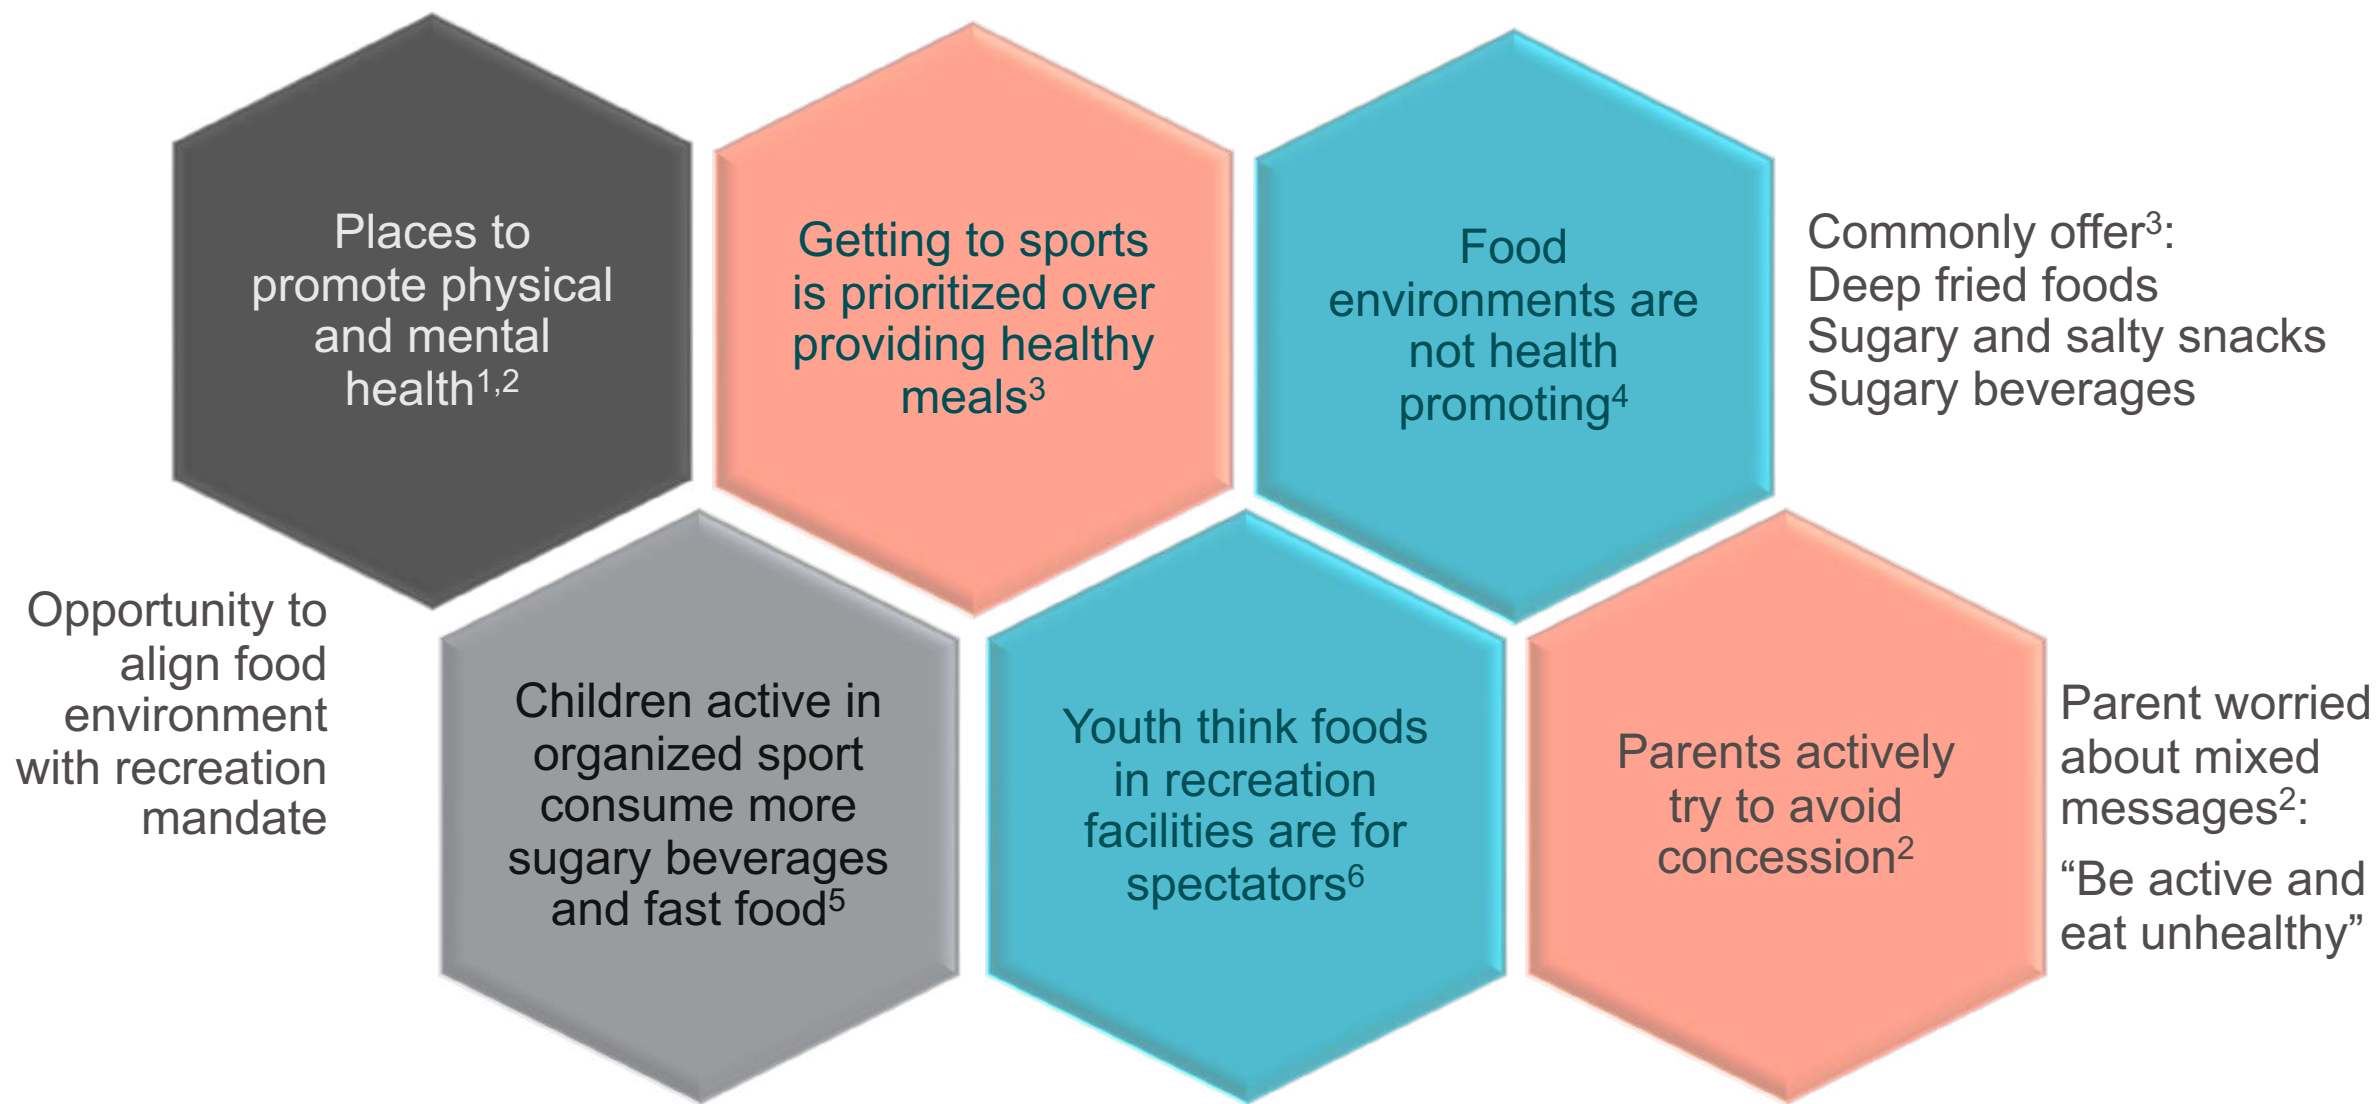 Places to
promote physical
and mental
health1,2
Getting to sports
is prioritized over
providing healthy
meals3
Food
environments are
not health
promoting4
Commonly offer3:
Deep fried foods
Sugary and salty snacks
Sugary beverages
Opportunity to
align food
environment
with recreation
mandate
Children active in
organized sport
consume more
sugary beverages
and fast food5
Youth think foods
in recreation
facilities are for
spectators6
Parents actively
try to avoid
concession2
Parent worried
about mixed
messages2:
“Be active and
eat unhealthy”